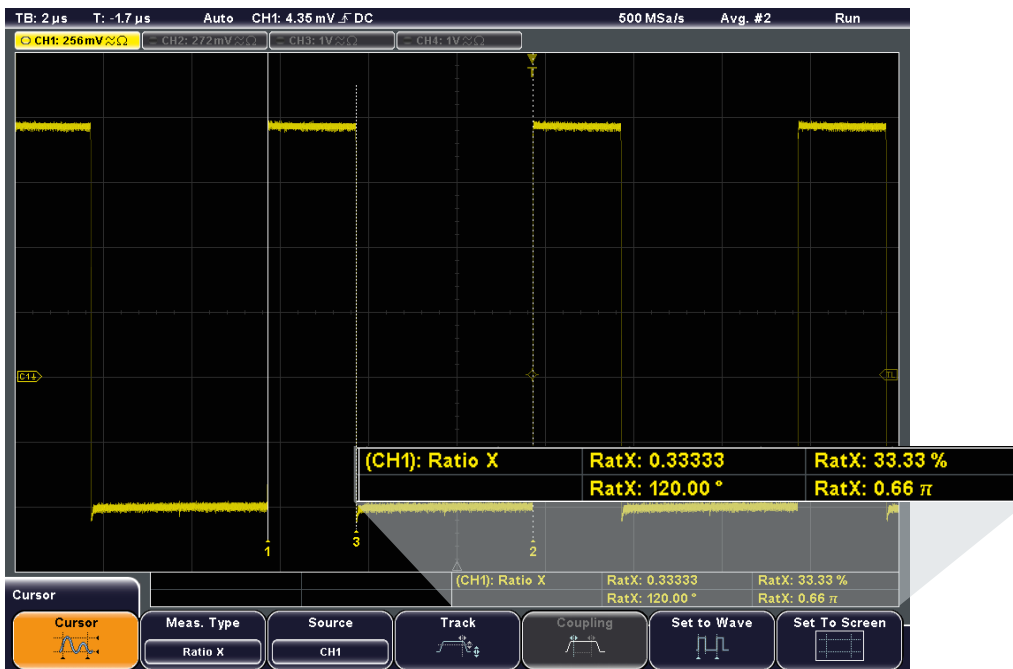 TB: 2 µs T: -1.7 µs Auto CH1: 4.35 mV DC 500 MSa/s Avg. #2 Run
CH1: 256 mV≂Ω CH2: 272mV≂Ω CH3: 1V≂Ω CH4: 1V≂Ω
T
C1
TL
(CH1): Ratio X RatX: 0.33333 RatX: 33.33 %
RatX: 120.00 ° RatX: 0.66 π
1 3 2
(CH1): Ratio X RatX: 0.33333 RatX: 33.33 %
RatX: 120.00 ° RatX: 0.66 π
Cursor
Cursor Meas. Type Source Track Coupling Set to Wave Set To Screen
Ratio X CH1